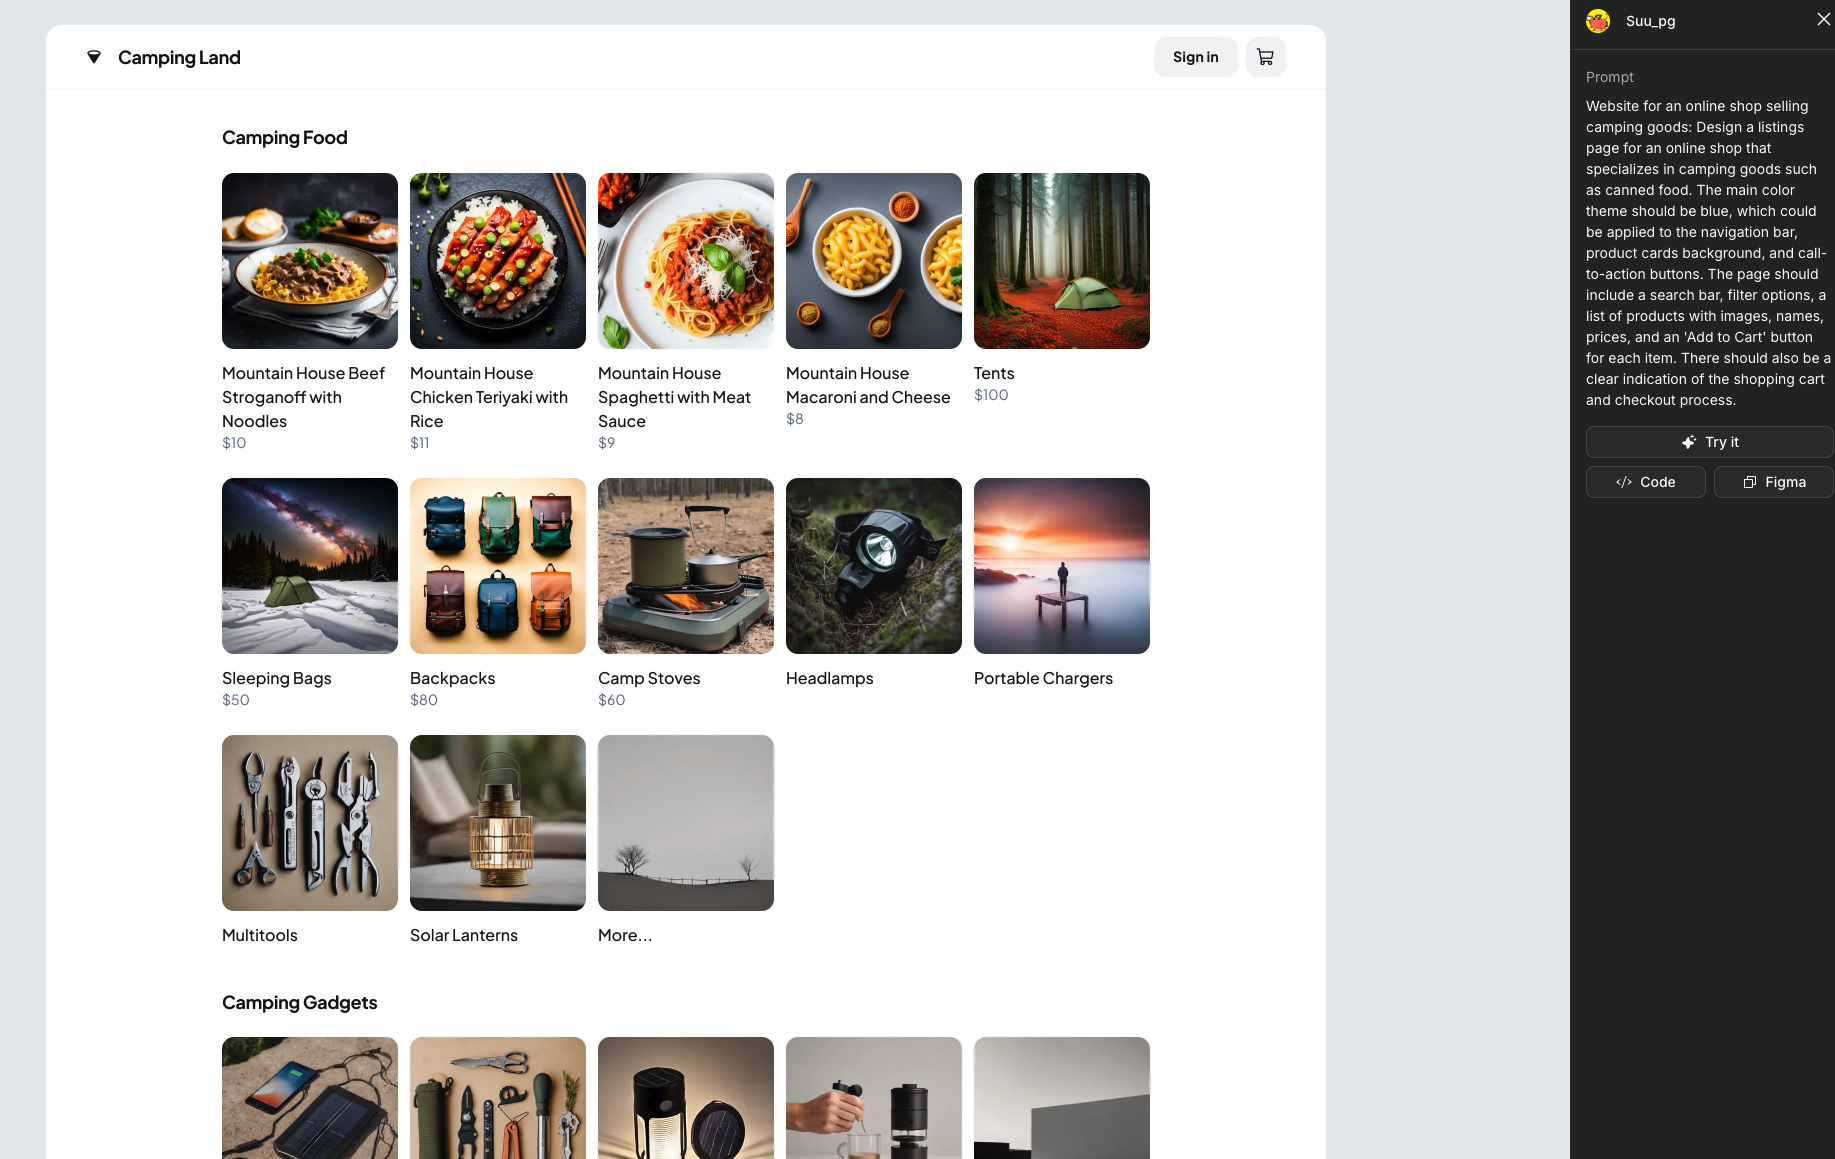 Camping Land
Sign in
Camping Food
Mountain House Beef
Stroganoff with
Noodles
$10
Mountain House
Chicken Teriyaki with
Rice
$11
Mountain House
Spaghetti with Meat
Sauce
$9
Mountain House
Macaroni and Cheese
$8
Tents
$100
Sleeping Bags
$50
Backpacks
$80
Camp Stoves
$60
Headlamps
Portable Chargers
Multitools
Solar Lanterns
More...
Camping Gadgets
Suu_pg
Prompt
Website for an online shop selling
camping goods: Design a listings
page for an online shop that
specializes in camping goods such
as canned food. The main color
theme should be blue, which could
be applied to the navigation bar,
product cards background, and call-
to-action buttons. The page should
include a search bar, filter options, a
list of products with images, names,
prices, and an 'Add to Cart' button
for each item. There should also be a
clear indication of the shopping cart
and checkout process.
Try it
Code
Figma